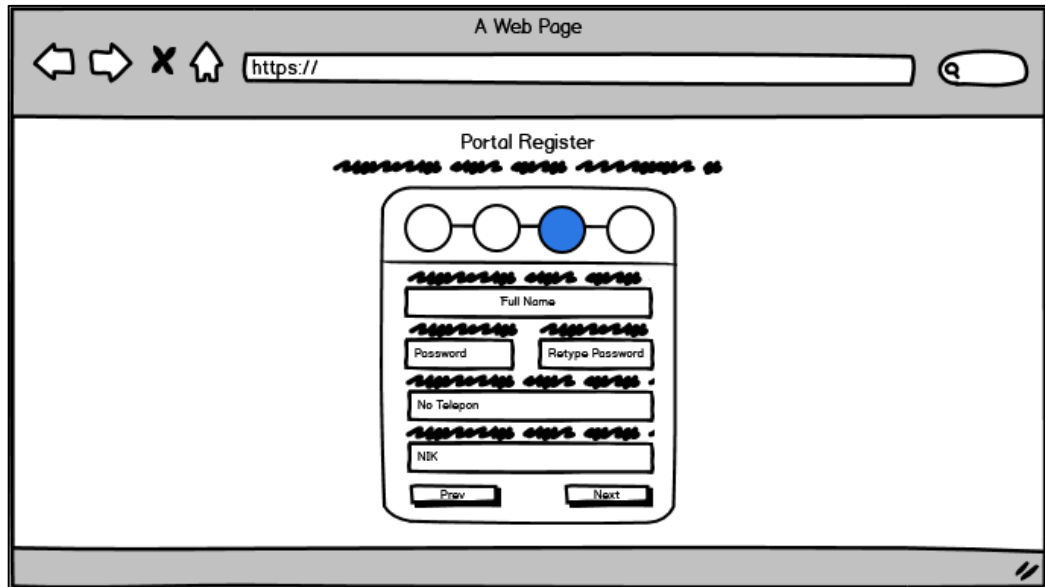 A Web Page
https://
Portal Register
Full Name
Password Retype Password
No Telepon
NIK
Prev Next